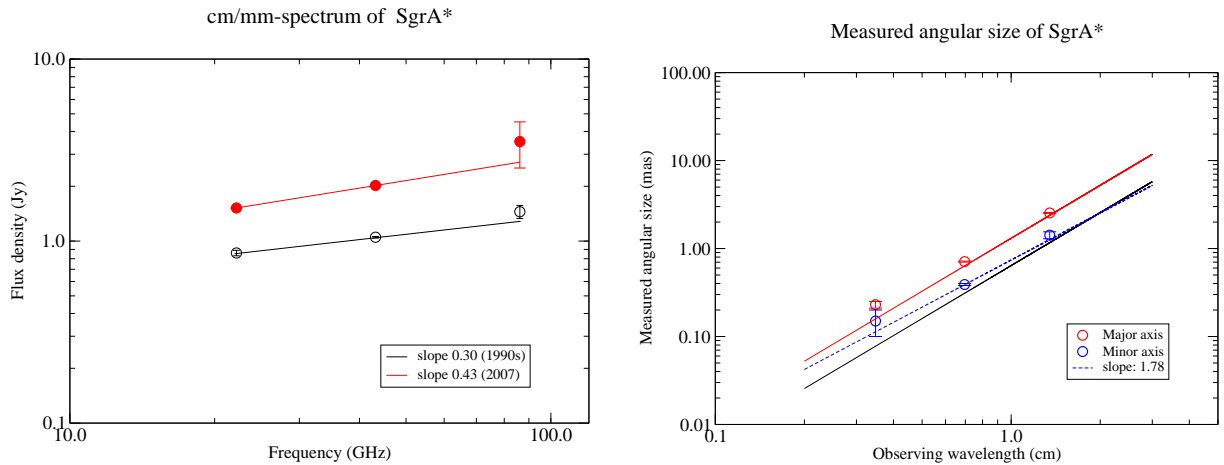 cm/mm-spectrum of SgrA*
10.0
1.0
0.1
Flux density (Jy)
10.0
100.0
Frequency (GHz)
slope 0.30 (1990s)
slope 0.43 (2007)
Measured angular size of SgrA*
100.00
10.00
1.00
0.10
0.01
Measured angular size (mas)
0.1
1.0
Observing wavelength (cm)
Major axis
Minor axis
slope: 1.78